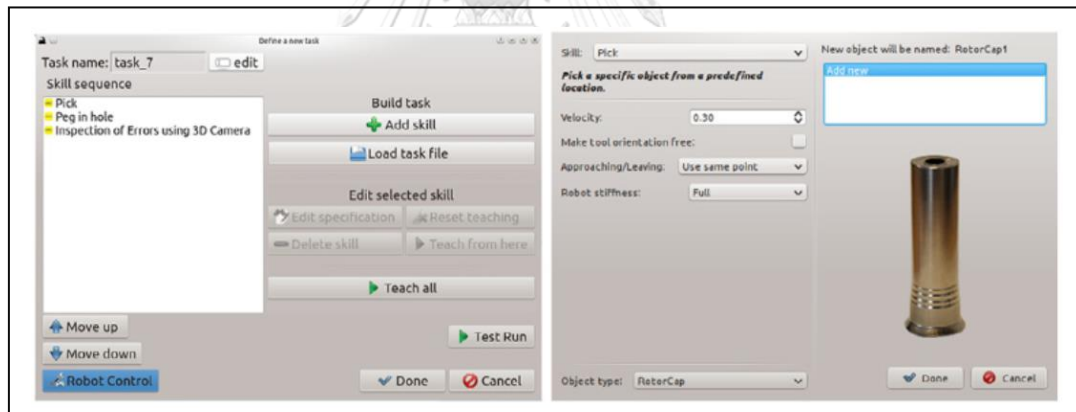 Define a new task
Task name: task_7 edit
Skill sequence
Pick
Peg in hole
Inspection of Errors using 3D Camera
Build task
Add skill
Load task file
Edit selected skill
Edit specification Reset teaching
Delete skill Teach from here
Teach all
Move up
Test Run
Move down
Robot Control Done Cancel
Skill: Pick
Pick a specific object from a predefined
location.
Velocity: 0.30
Make tool orientation free:
Approaching/Leaving: Use same point
Robot stiffness: Full
Object type: RotorCap
New object will be named: RotorCap1
Add new
Done Cancel